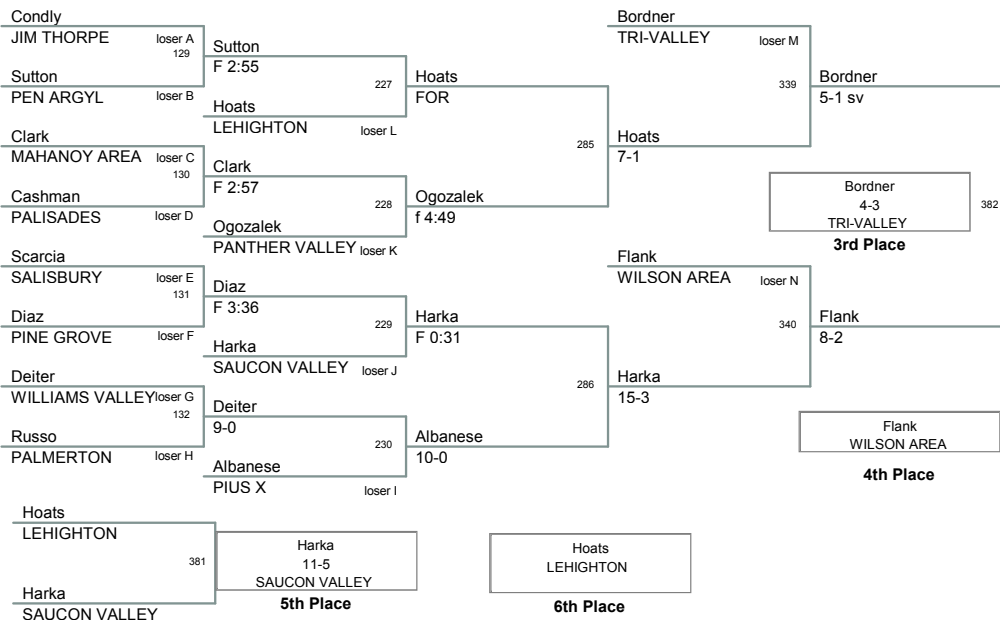 Condly
JIM THORPE loser A
129
Sutton
PEN ARGYL loser B
Clark
MAHANOY AREA loser C
130
Cashman
PALISADES loser D
Scarcia
SALISBURY loser E
131
Diaz
PINE GROVE loser F
Deiter
WILLIAMS VALLEY loser G
132
Russo
PALMERTON loser H
Sutton
F 2:55
227
Hoats
LEHIGHTON loser L
Clark
F 2:57
228
Ogozalek
PANTHER VALLEY loser K
Diaz
F 3:36
229
Harka
SAUCON VALLEY loser J
Deiter
9-0
230
Albanese
PIUS X loser I
Hoats
FOR
285
Ogozalek
f 4:49
Harka
F 0:31
286
Albanese
10-0
Bordner
TRI-VALLEY loser M
339
Hoats
7-1
Flank
WILSON AREA loser N
340
Harka
15-3
Bordner
5-1 sv
382
Flank
8-2
Bordner
4-3
TRI-VALLEY
3rd Place
Flank
WILSON AREA
4th Place
Hoats
LEHIGHTON
381
Harka
SAUCON VALLEY
Harka
11-5
SAUCON VALLEY
5th Place
Hoats
LEHIGHTON
6th Place